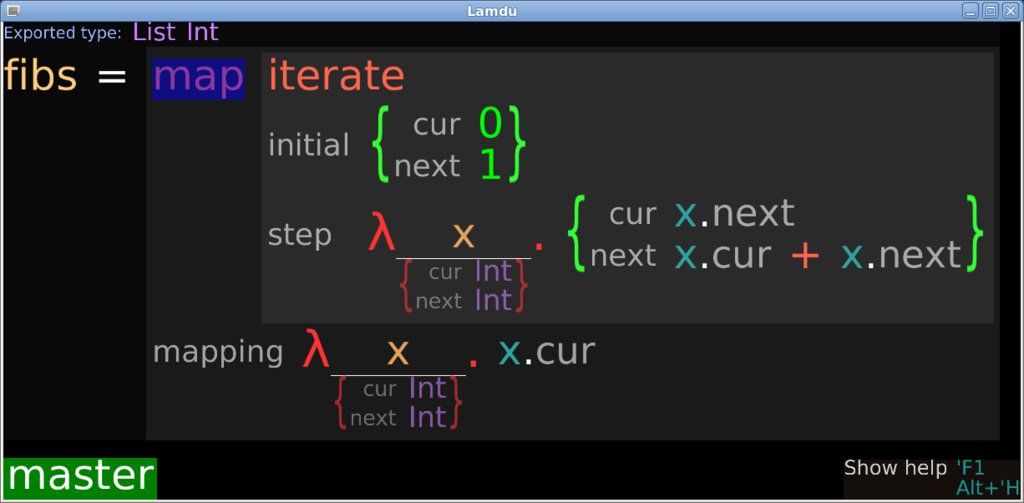 Lamdu
Exported type: List Int
fibs = map iterate
initial { cur 0
next 1 }
step λ x . { cur x.next
next x.cur + x.next }
{ cur Int
next Int }
mapping λ x . x.cur
{ cur Int
next Int }
master
Show help 'F1
Alt+'H